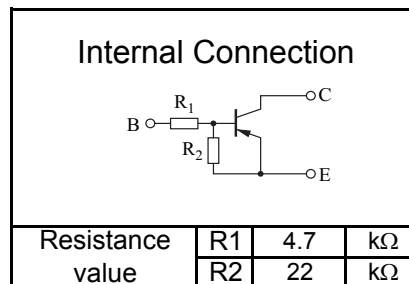 Internal Connection
C
R1
B
R2
E
Resistance value R1 4.7 kΩ
R2 22 kΩ